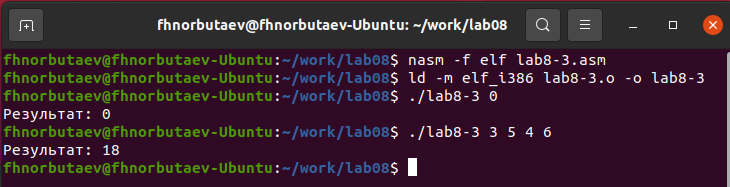 fhnorbutaev@fhnorbutaev-Ubuntu: ~/work/lab08
fhnorbutaev@fhnorbutaev-Ubuntu:~/work/lab08$ nasm -f elf lab8-3.asm
fhnorbutaev@fhnorbutaev-Ubuntu:~/work/lab08$ ld -m elf_i386 lab8-3.o -o lab8-3
fhnorbutaev@fhnorbutaev-Ubuntu:~/work/lab08$ ./lab8-3 0
Результат: 0
fhnorbutaev@fhnorbutaev-Ubuntu:~/work/lab08$ ./lab8-3 3 5 4 6
Результат: 18
fhnorbutaev@fhnorbutaev-Ubuntu:~/work/lab08$